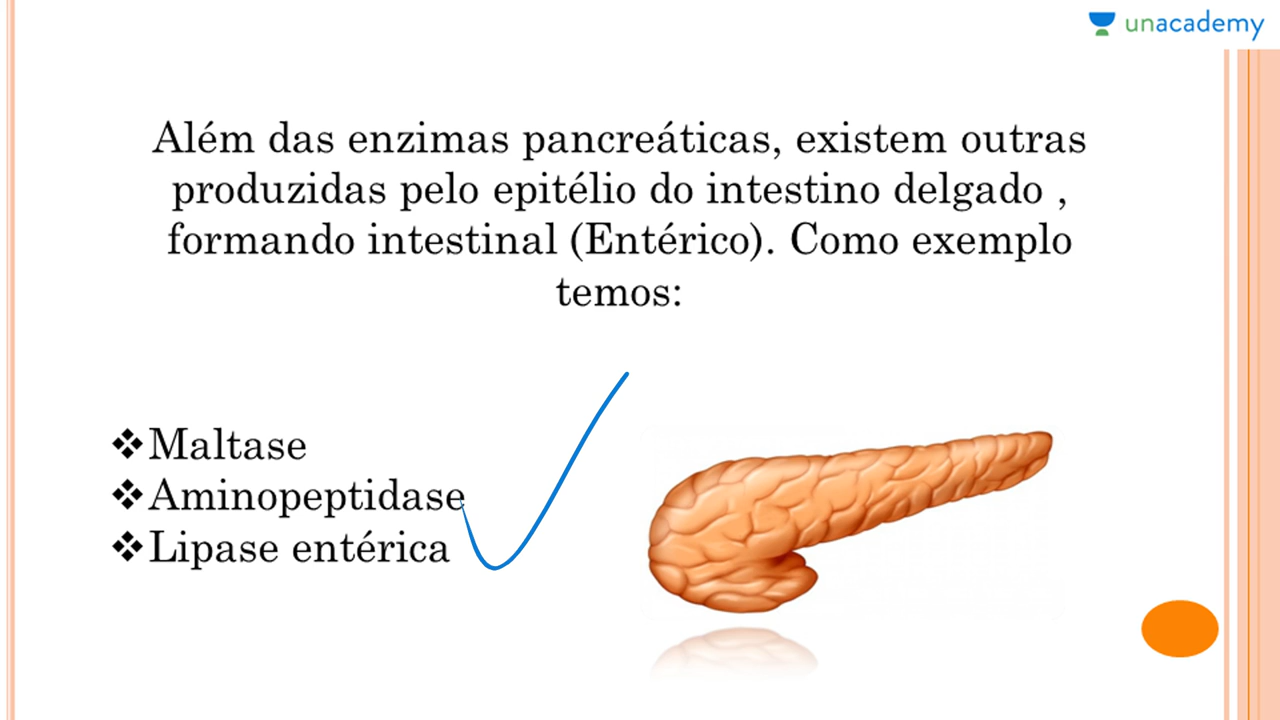 unacademy
Além das enzimas pancreáticas, existem outras
produzidas pelo epitélio do intestino delgado ,
formando intestinal (Entérico). Como exemplo
temos:
❖Maltase
❖Aminopeptidase
❖Lipase entérica